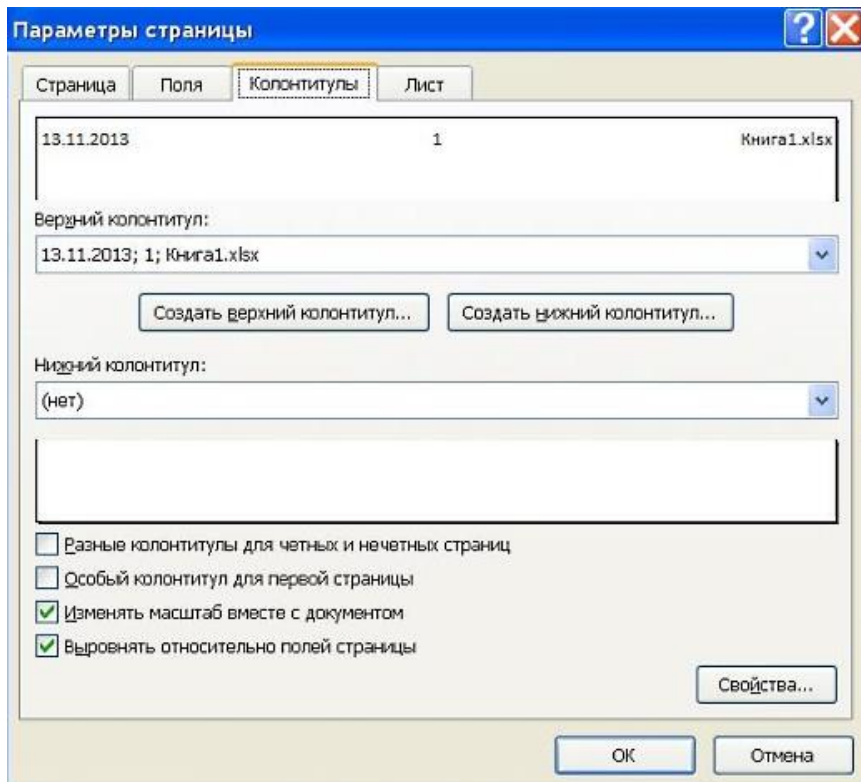 Параметры страницы
Страница Поля Колонтитулы Лист
13.11.2013 1 Книга1.xlsx
Верхний колонтитул:
13.11.2013; 1; Книга1.xlsx
Создать верхний колонтитул... Создать нижний колонтитул...
Нижний колонтитул:
(нет)
Разные колонтитулы для четных и нечетных страниц
Особый колонтитул для первой страницы
Изменять масштаб вместе с документом
Выровнять относительно полей страницы
Свойства...
ОК Отмена